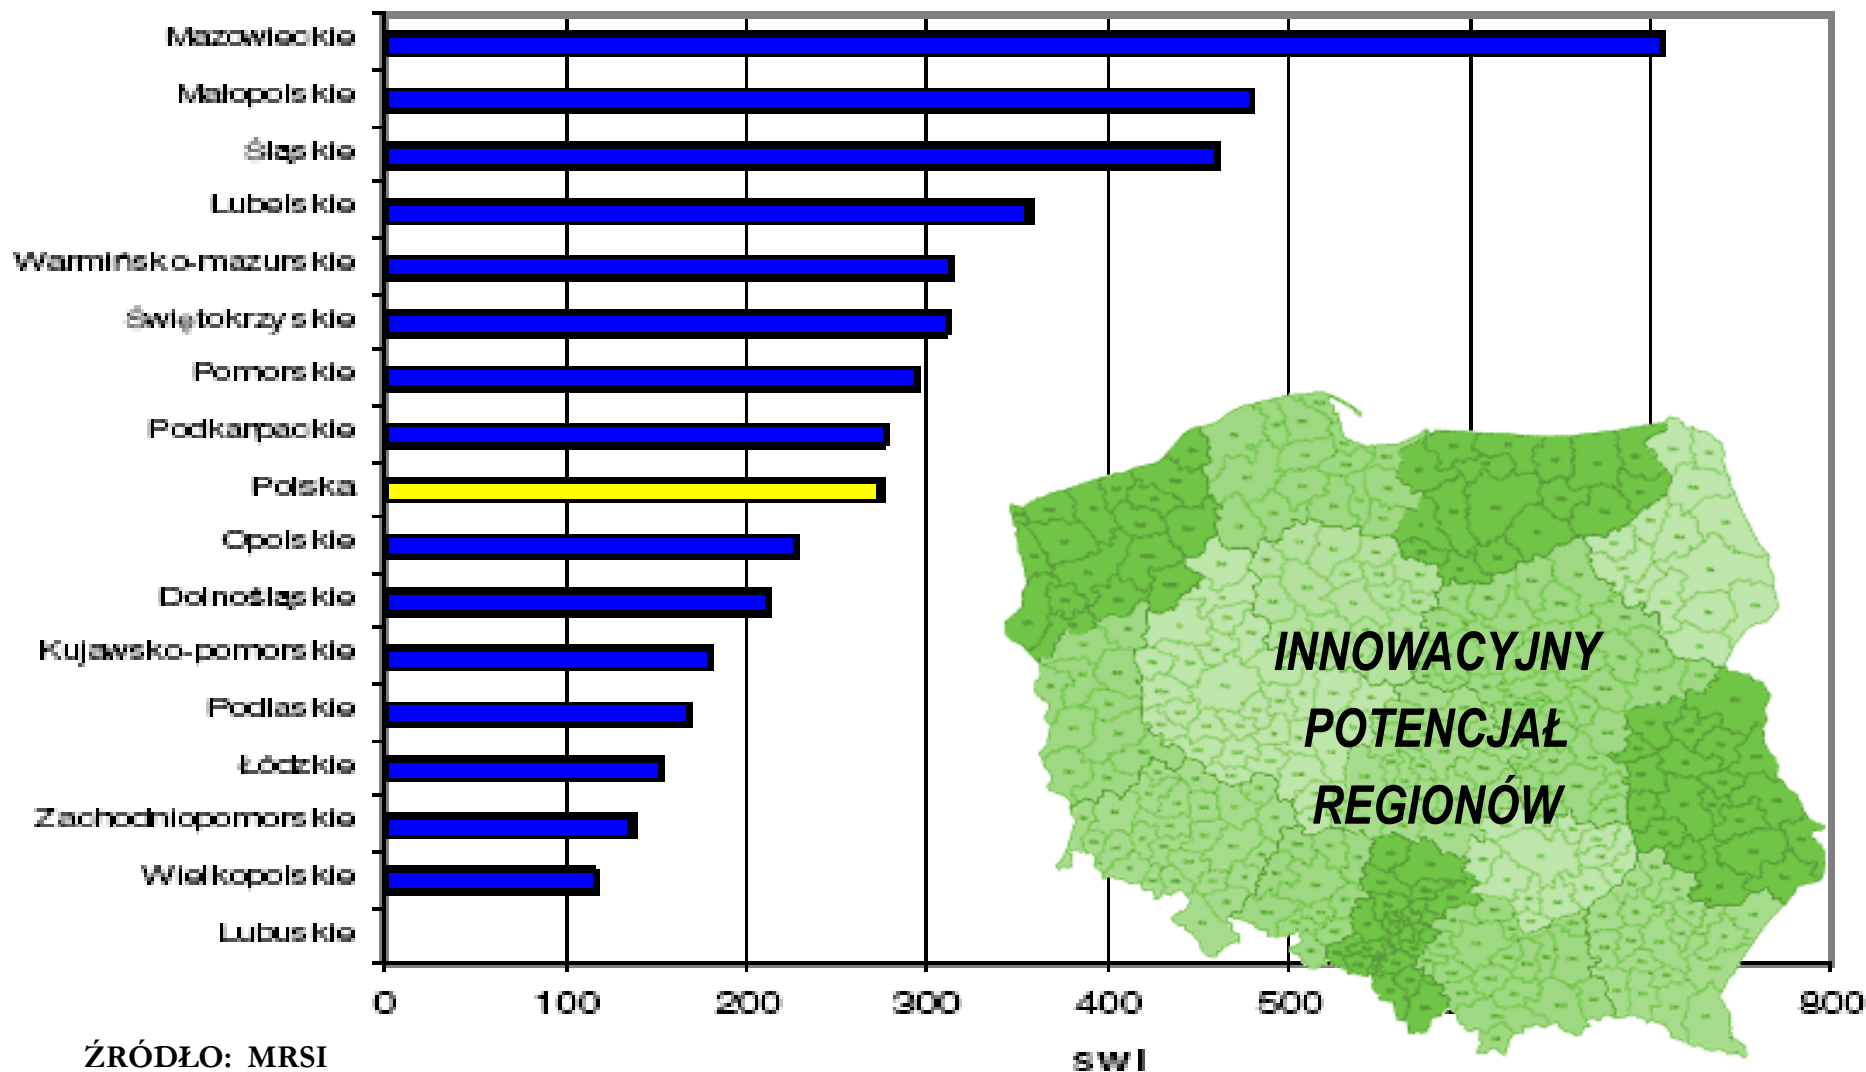 Mazowieckie
Małopolskie
Śląskie
Lubelskie
Warmińsko-mazurskie
Świętokrzyskie
Pomorskie
Podkarpackie
Polska
Opolskie
Dolnośląskie
Kujawsko-pomorskie
Podlaskie
Łódzkie
Zachodniopomorskie
Wielkopolskie
Lubuskie
INNOWACYJNY
POTENCJAŁ
REGIONÓW
0 100 200 300 400 500 800
swi
ŹRÓDŁO: MRSI